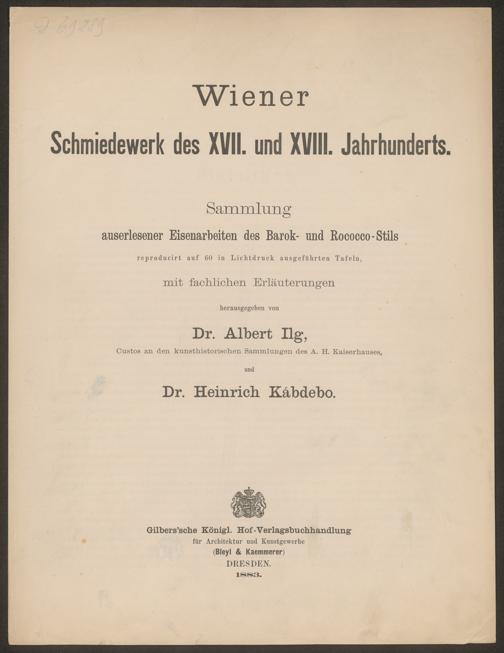 Wiener
Schmiedewerk des XVII. und XVIII. Jahrhunderts.
Sammlung
auserlesener Eisenarbeiten des Barok- und Rococco-Stils
reproducirt auf 60 in Lichtdruck ausgeführten Tafeln,
mit fachlichen Erläuterungen
herausgegeben von
Dr. Albert Ilg,
Custos an den kunsthistorischen Sammlungen des A. H. Kaiserhauses,
und
Dr. Heinrich Kábdebo.
Gilbers'sche Königl. Hof-Verlagsbuchhandlung
für Architektur und Kunstgewerbe
(Bleyl & Kaemmerer)
DRESDEN.
1883.